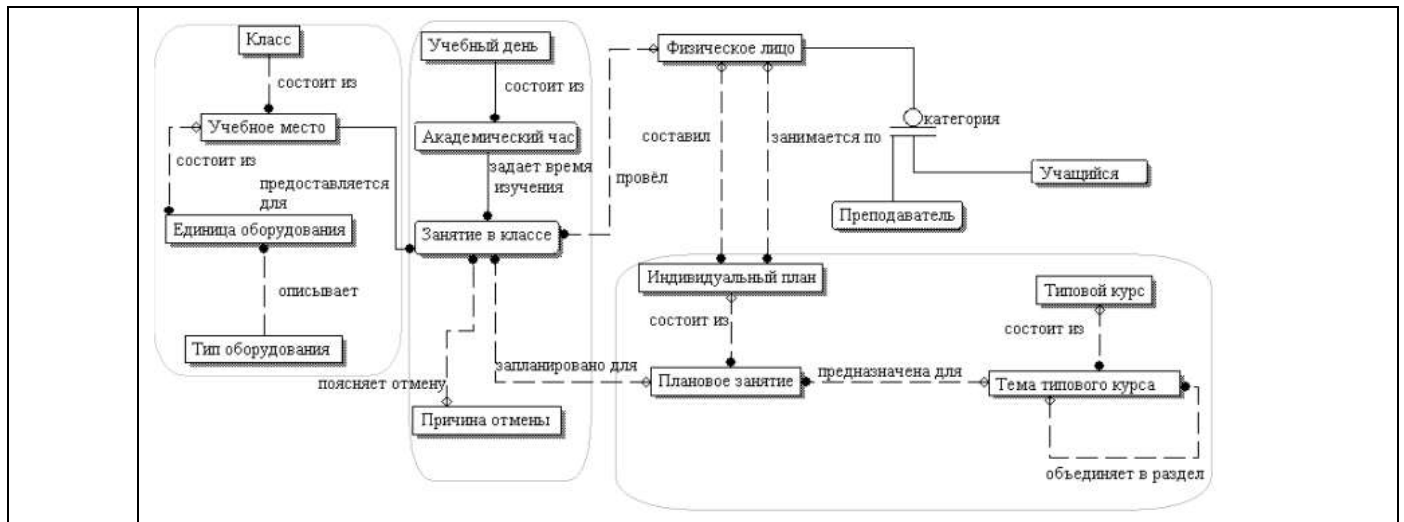 Класс
состоит из
Учебное место
состоит из
предоставляется
для
Единица оборудования
описывает
Тип оборудования
Учебный день
состоит из
Академический час
задает время
изучения
Занятие в классе
поясняет отмену
Причина отмены
запланировано для
провёл
Физическое лицо
составил
занимается по
категория
Учащийся
Преподаватель
Индивидуальный план
состоит из
Плановое занятие
предназначена для
Типовой курс
состоит из
Тема типового курса
объединяет в раздел